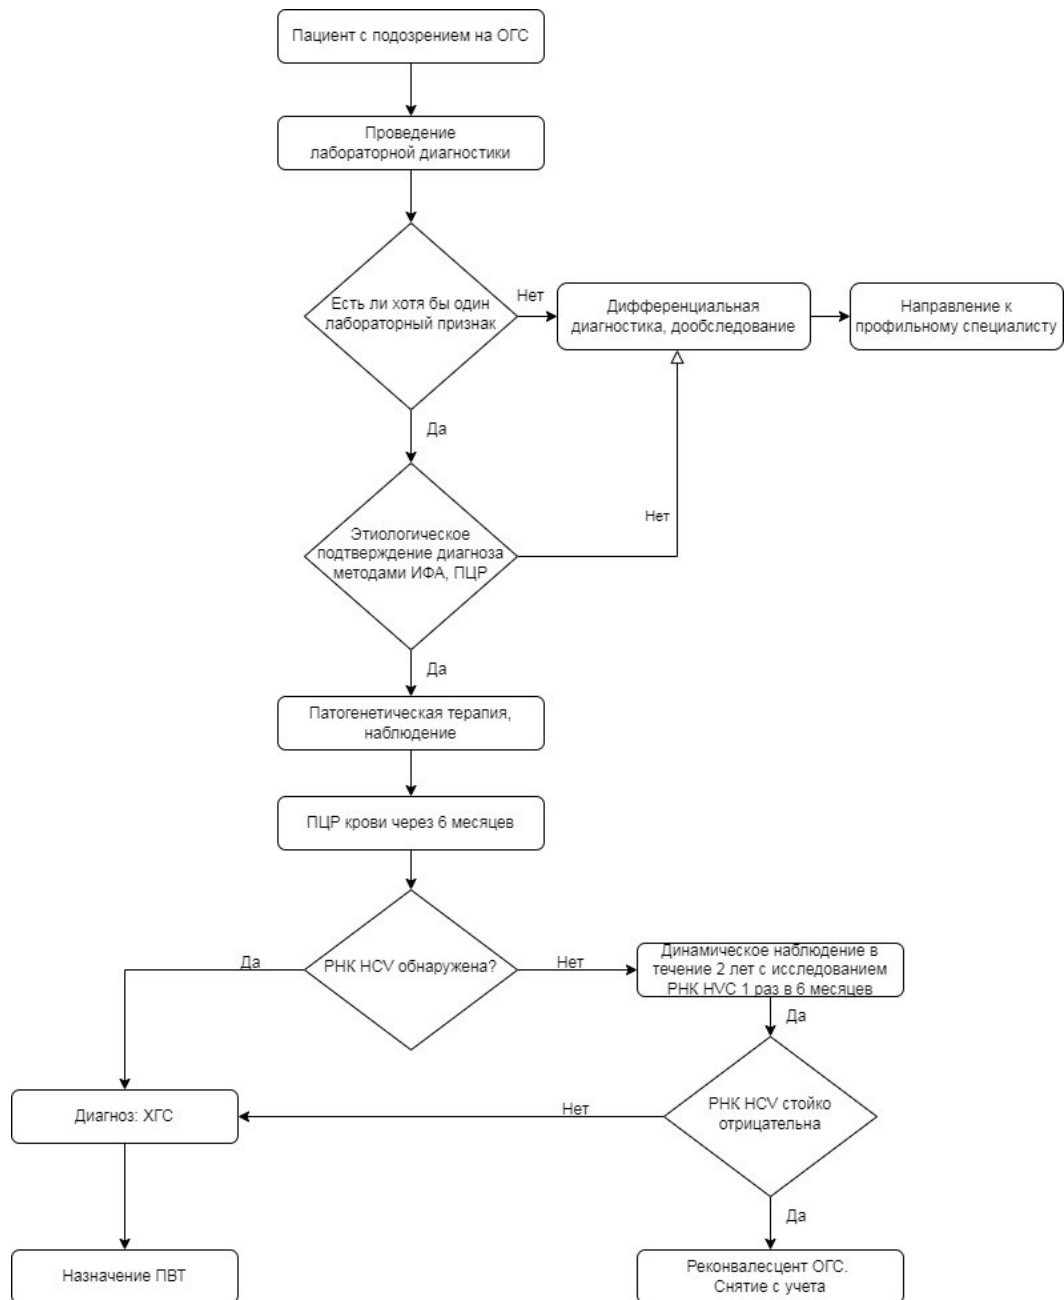 Пациент с подозрением на ОГС
Проведение
лабораторной диагностики
Есть ли хотя бы один
лабораторный признак
Нет
Дифференциальная
диагностика, дообследование
Направление к
профильному специалисту
Да
Этиологическое
подтверждение диагноза
методами ИФА, ПЦР
Нет
Да
Патогенетическая терапия,
наблюдение
ПЦР крови через 6 месяцев
РНК HCV обнаружена?
Да
Нет
Динамическое наблюдение в
течение 2 лет с исследованием
РНК HVC 1 раз в 6 месяцев
Да
РНК HCV стойко
отрицательна
Нет
Диагноз: ХГС
Да
Назначение ПВТ
Реконвалесцент ОГС.
Снятие с учета